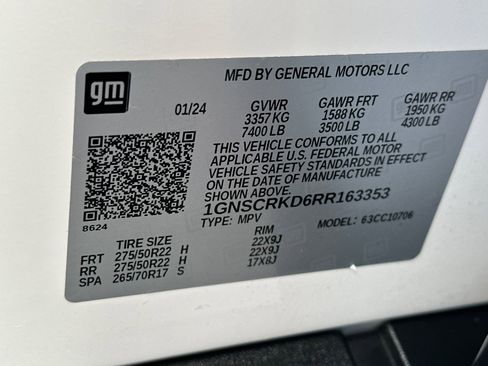 gm
MFD BY GENERAL MOTORS LLC
01/24 GVWR GAWR FRT GAWR RR
3357 KG 1588 KG 1950 KG
7400 LB 3500 LB 4300 LB
THIS VEHICLE CONFORMS TO ALL
APPLICABLE U.S. FEDERAL MOTOR
VEHICLE SAFETY STANDARDS IN EFFECT
ON THE DATE OF MANUFACTURE
SHOWN ABOVE.
1GNSCRKD6RR163353
8624
TYPE: MPV MODEL: 63CC10706
TIRE SIZE RIM
FRT 275/50R22 H 22X9J
RR 275/50R22 H 22X9J
SPA 265/70R17 S 17X8J